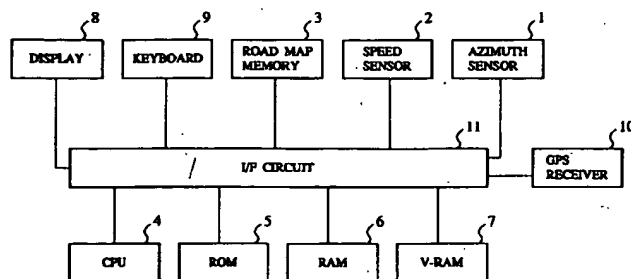 8 9 3 2 1
DISPLAY KEYBOARD ROAD MAP MEMORY SPEED SENSOR AZIMUTH SENSOR
11 10
I/F CIRCUIT
GPS RECEIVER
4 5 6 7
CPU ROM RAM V-RAM